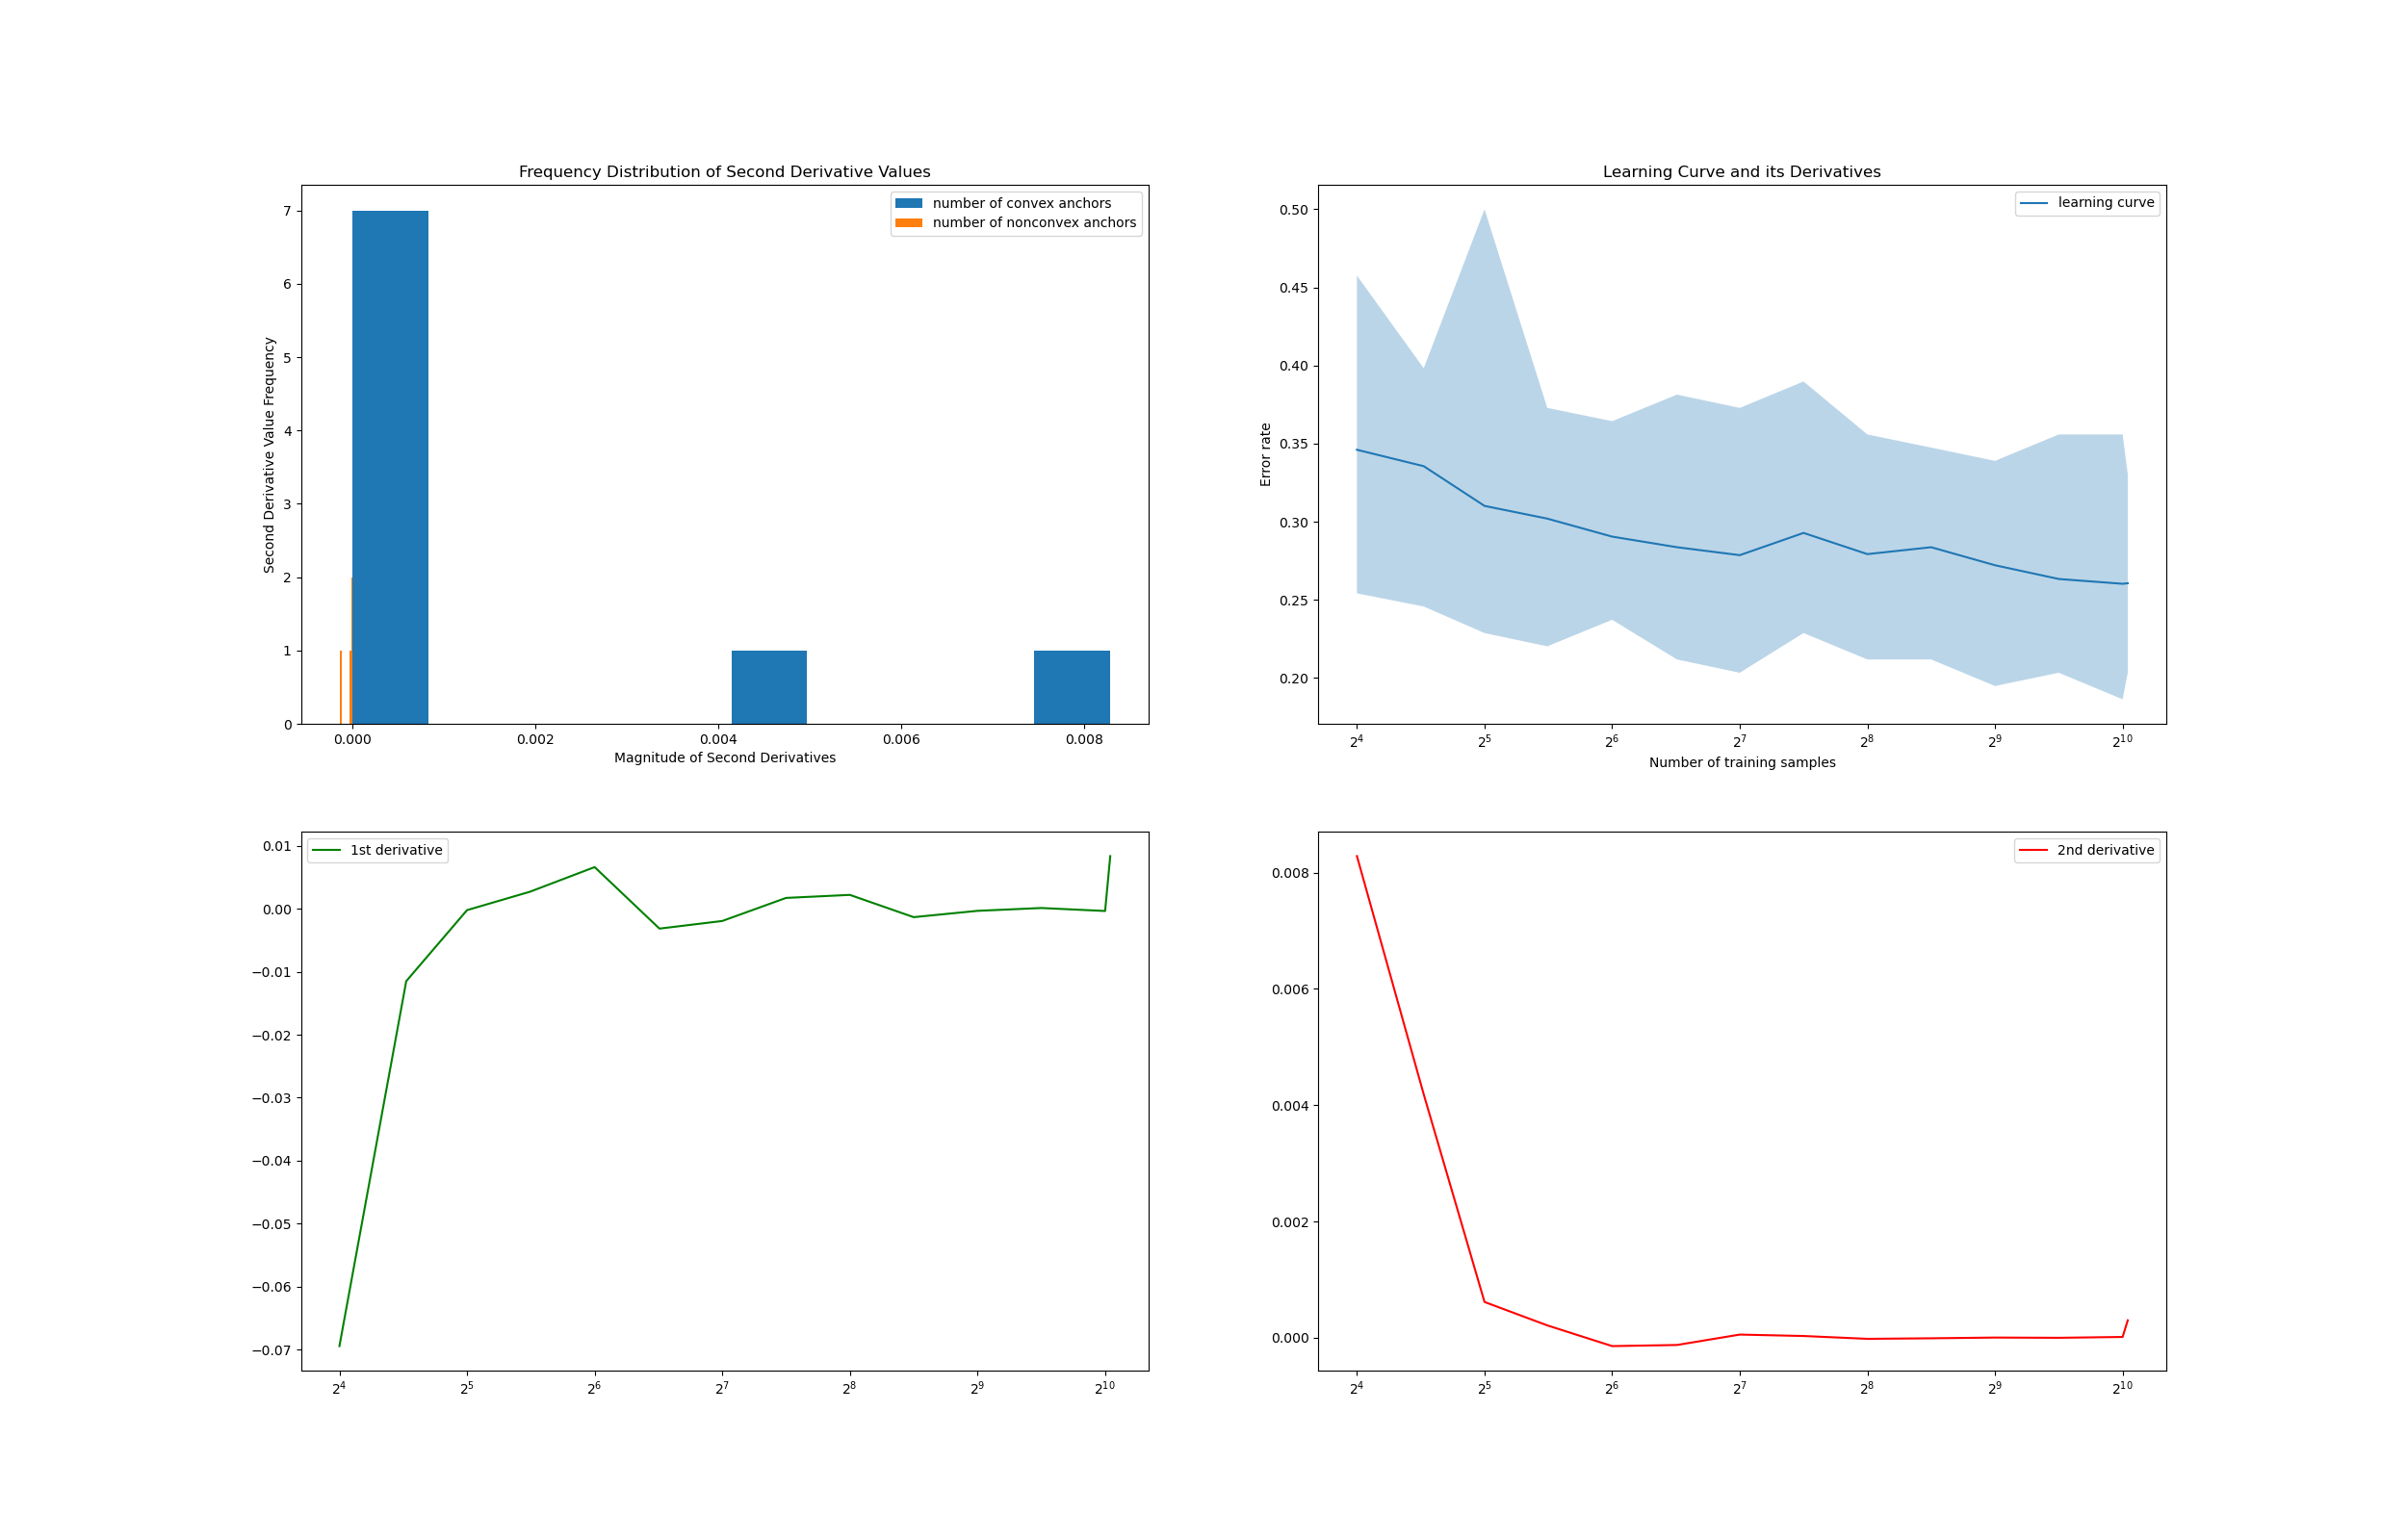 Frequency Distribution of Second Derivative Values
number of convex anchors
number of nonconvex anchors
7
6
5
4
3
2
1
0
Second Derivative Value Frequency
0.000 0.002 0.004 0.006 0.008
Magnitude of Second Derivatives
Learning Curve and its Derivatives
learning curve
0.50
0.45
0.40
0.35
0.30
0.25
0.20
Error rate
2^4 2^5 2^6 2^7 2^8 2^9 2^10
Number of training samples
1st derivative
0.01
0.00
−0.01
−0.02
−0.03
−0.04
−0.05
−0.06
−0.07
2^4 2^5 2^6 2^7 2^8 2^9 2^10
2nd derivative
0.008
0.006
0.004
0.002
0.000
2^4 2^5 2^6 2^7 2^8 2^9 2^10